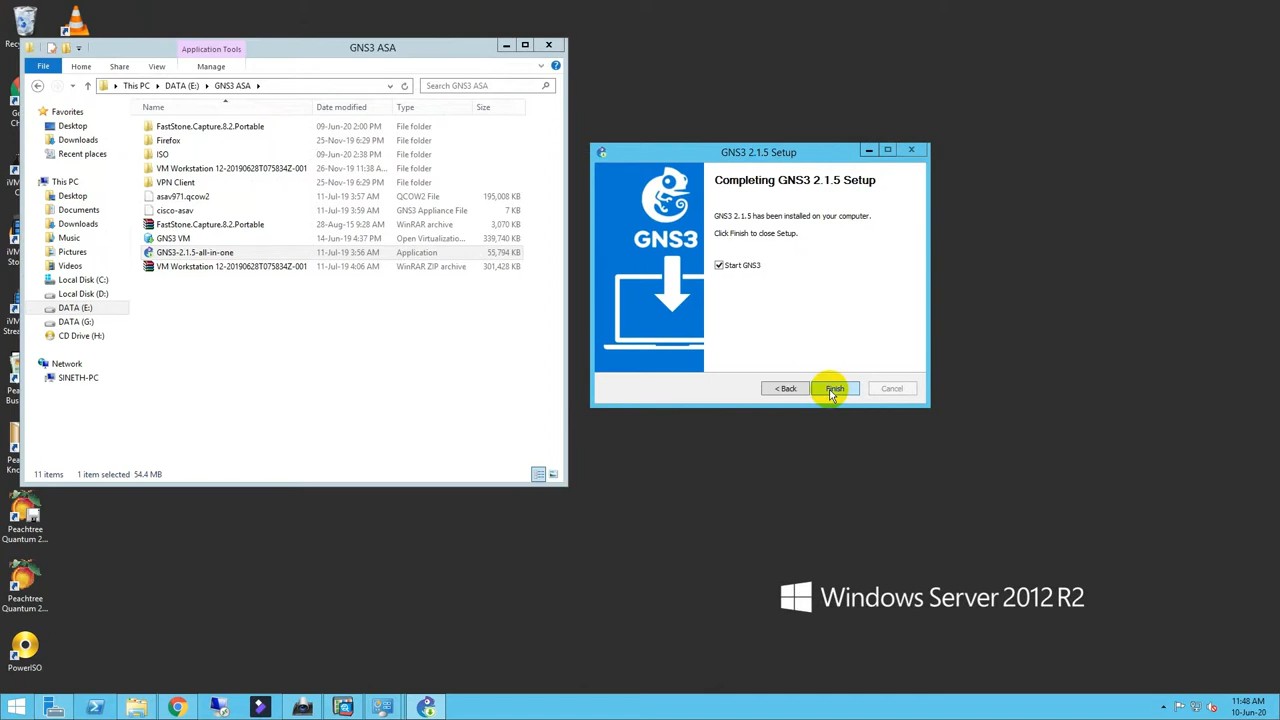 Application Tools
GNS3 ASA
File
Home
Share
View
Manage
This PC
DATA (E:)
GNS3 ASA
Search GNS3 ASA
Name
Date modified
Type
Size
Favorites
Desktop
Downloads
Recent places
This PC
Desktop
Documents
Downloads
Music
Pictures
Videos
Local Disk (C:)
Local Disk (D:)
DATA (E:)
DATA (G:)
CD Drive (H:)
Network
SINETH-PC
FastStone.Capture.8.2.Portable 09-Jun-20 2:00 PM File folder
Firefox 25-Nov-19 6:29 PM File folder
ISO 09-Jun-20 2:38 PM File folder
VM Workstation 12-20190628T075834Z-001 26-Nov-19 11:38 A... File folder
VPN Client 25-Nov-19 6:29 PM File folder
asav971.qcow2 11-Jul-19 3:57 AM QCOW2 File 195,008 KB
cisco-asav 11-Jul-19 3:59 AM GNS3 Appliance File 7 KB
FastStone.Capture.8.2.Portable 28-Aug-15 9:28 AM WinRAR archive 3,070 KB
GNS3 VM 14-Jun-19 4:37 PM Open Virtualizatio... 339,740 KB
GNS3-2.1.5-all-in-one 11-Jul-19 3:56 AM Application 55,794 KB
VM Workstation 12-20190628T075834Z-001 11-Jul-19 4:06 AM WinRAR ZIP archive 301,428 KB
11 items
1 item selected 54.4 MB
GNS3 2.1.5 Setup
GNS3
Completing GNS3 2.1.5 Setup
GNS3 2.1.5 has been installed on your computer.
Click Finish to close Setup.
Start GNS3
< Back
Finish
Cancel
Peachtree
Quantum 2...
Peachtree
Quantum 2...
PowerISO
Windows Server 2012 R2
11:48 AM
10-Jun-20